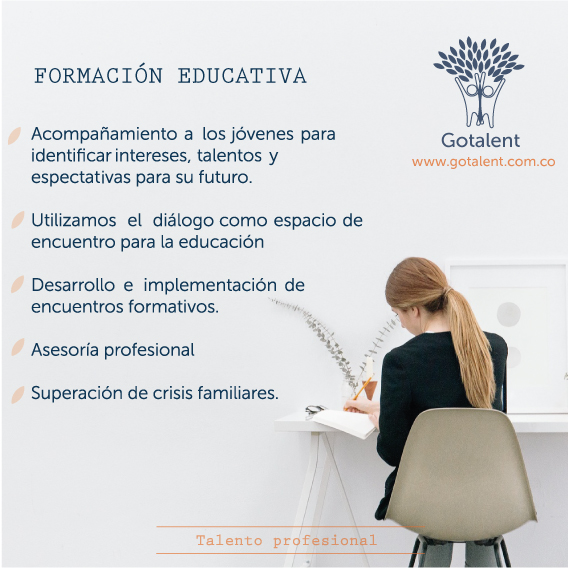 FORMACIÓN EDUCATIVA
Gotalent
www.gotalent.com.co
Acompañamiento a los jóvenes para
identificar intereses, talentos y
espectativas para su futuro.
Utilizamos el diálogo como espacio de
encuentro para la educación
Desarrollo e implementación de
encuentros formativos.
Asesoría profesional
Superación de crisis familiares.
Talento profesional